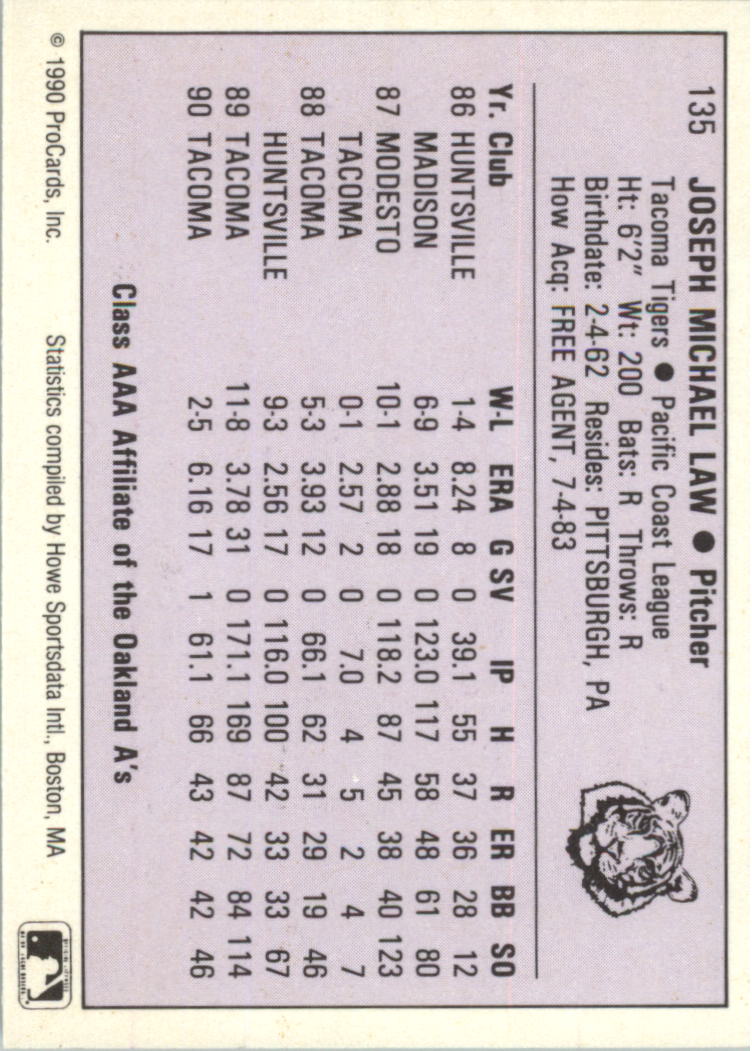 135 JOSEPH MICHAEL LAW ● Pitcher
Tacoma Tigers ● Pacific Coast League
Ht: 6'2" Wt: 200 Bats: R Throws: R
Birthdate: 2-4-62 Resides: PITTSBURGH, PA
How Acq: FREE AGENT, 7-4-83
Yr. Club W-L ERA G SV IP H R ER BB SO
86 HUNTSVILLE 1-4 8.24 8 0 39.1 55 37 36 28 12
MADISON 6-9 3.51 19 0 123.0 117 58 48 61 80
87 MODESTO 10-1 2.88 18 0 118.2 87 45 38 40 123
TACOMA 0-1 2.57 2 0 7.0 4 5 2 4 7
88 TACOMA 5-3 3.93 12 0 66.1 62 31 29 19 46
HUNTSVILLE 9-3 2.56 17 0 116.0 100 42 33 33 67
89 TACOMA 11-8 3.78 31 0 171.1 169 87 72 84 114
90 TACOMA 2-5 6.16 17 1 61.1 66 43 42 42 46
Class AAA Affiliate of the Oakland A's
© 1990 ProCards, Inc. Statistics compiled by Howe Sportsdata Intl., Boston, MA